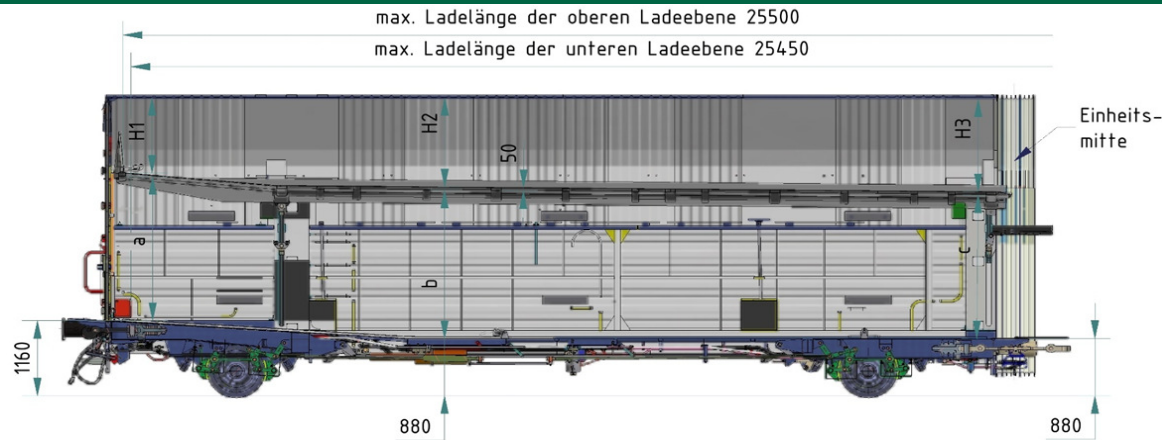 max. Ladelänge der oberen Ladeebene 25500
max. Ladelänge der unteren Ladeebene 25450
H1
H2
H3
Einheits-
mitte
50
a
b
c
1160
880
880